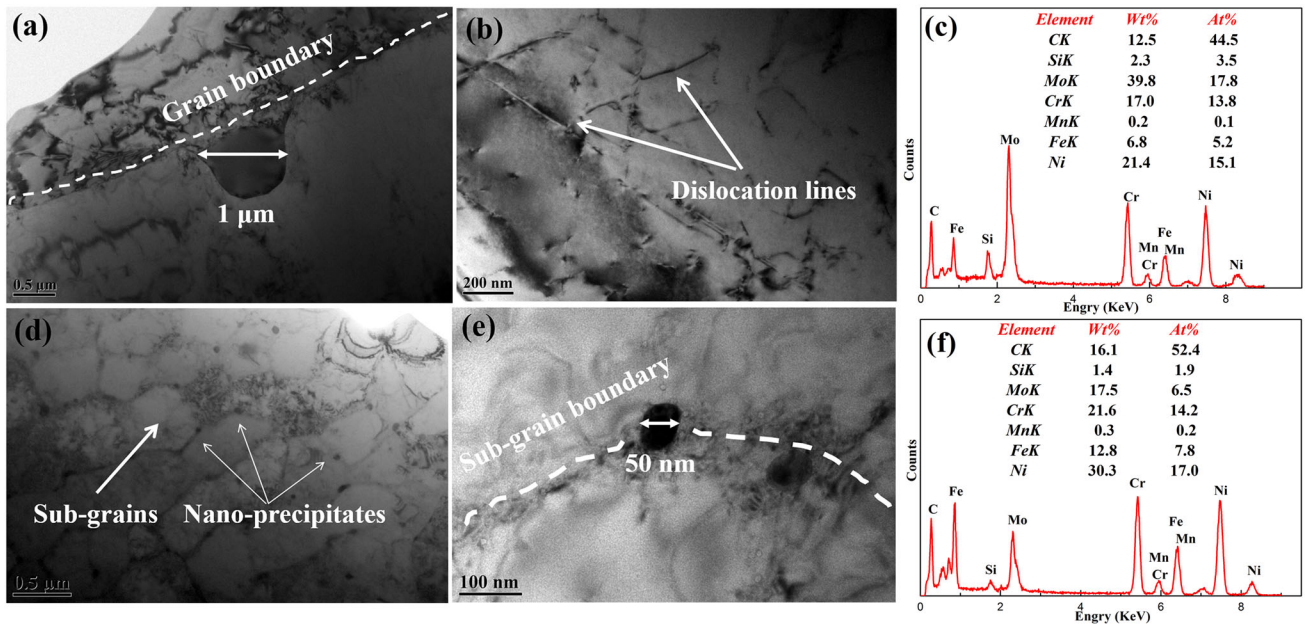 (a)
Grain boundary
1 μm
0.5 μm
(b)
Dislocation lines
200 nm
(c)
Element Wt% At%
CK 12.5 44.5
SiK 2.3 3.5
MoK 39.8 17.8
CrK 17.0 13.8
MnK 0.2 0.1
FeK 6.8 5.2
Ni 21.4 15.1
Counts
C
Fe
Si
Mo
Cr
Mn
Cr
Fe
Mn
Ni
Ni
0 2 4 6 8
Engry (KeV)
(d)
Sub-grains
Nano-precipitates
0.5 μm
(e)
Sub-grain boundary
50 nm
100 nm
(f)
Element Wt% At%
CK 16.1 52.4
SiK 1.4 1.9
MoK 17.5 6.5
CrK 21.6 14.2
MnK 0.3 0.2
FeK 12.8 7.8
Ni 30.3 17.0
Counts
C
Fe
Si
Mo
Cr
Mn
Cr
Fe
Mn
Ni
Ni
0 2 4 6 8
Engry (KeV)